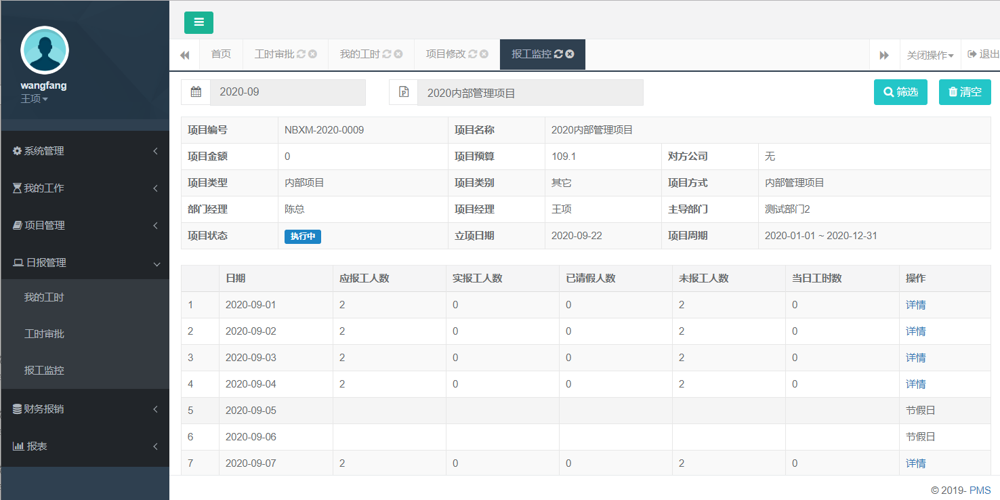 wangfang
王项
系统管理
我的工作
项目管理
日报管理
我的工时
工时审批
报工监控
财务报销
报表
首页 工时审批 我的工时 项目修改 报工监控 关闭操作 退出
2020-09 2020内部管理项目 筛选 清空
项目编号 NBXM-2020-0009 项目名称 2020内部管理项目
项目金额 0 项目预算 109.1 对方公司 无
项目类型 内部项目 项目类别 其它 项目方式 内部管理项目
部门经理 陈总 项目经理 王项 主导部门 测试部门2
项目状态 执行中 立项日期 2020-09-22 项目周期 2020-01-01 ~ 2020-12-31
日期 应报工人数 实报工人数 已请假人数 未报工人数 当日工时数 操作
1 2020-09-01 2 0 0 2 0 详情
2 2020-09-02 2 0 0 2 0 详情
3 2020-09-03 2 0 0 2 0 详情
4 2020-09-04 2 0 0 2 0 详情
5 2020-09-05 节假日
6 2020-09-06 节假日
7 2020-09-07 2 0 0 2 0 详情
© 2019- PMS